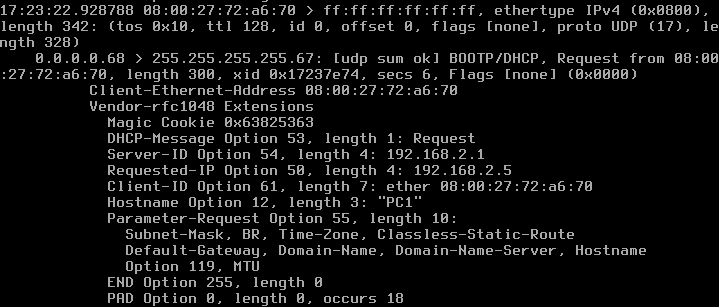 17:23:22.928788 08:00:27:72:a6:70 > ff:ff:ff:ff:ff:ff, ethertype IPv4 (0x0800),
length 342: (tos 0x10, ttl 128, id 0, offset 0, flags [none], proto UDP (17), le
ngth 328)
0.0.0.0.68 > 255.255.255.255.67: [udp sum ok] BOOTP/DHCP, Request from 08:00
:27:72:a6:70, length 300, xid 0x17237e74, secs 6, Flags [none] (0x0000)
Client-Ethernet-Address 08:00:27:72:a6:70
Vendor-rfc1048 Extensions
Magic Cookie 0x63825363
DHCP-Message Option 53, length 1: Request
Server-ID Option 54, length 4: 192.168.2.1
Requested-IP Option 50, length 4: 192.168.2.5
Client-ID Option 61, length 7: ether 08:00:27:72:a6:70
Hostname Option 12, length 3: "PC1"
Parameter-Request Option 55, length 10:
Subnet-Mask, BR, Time-Zone, Classless-Static-Route
Default-Gateway, Domain-Name, Domain-Name-Server, Hostname
Option 119, MTU
END Option 255, length 0
PAD Option 0, length 0, occurs 18